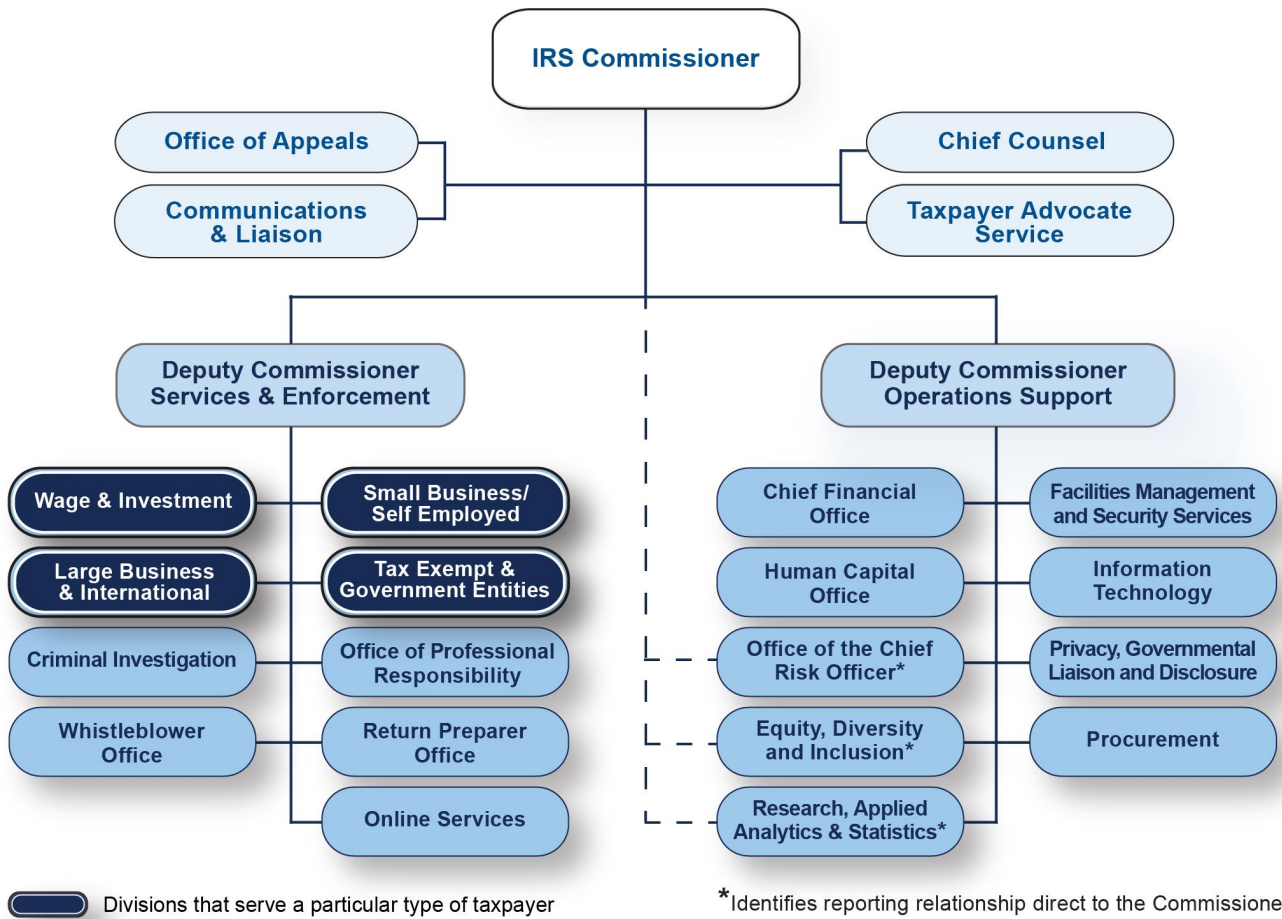 IRS Commissioner
Office of Appeals
Chief Counsel
Communications
& Liaison
Taxpayer Advocate
Service
Deputy Commissioner
Services & Enforcement
Deputy Commissioner
Operations Support
Wage & Investment
Small Business/
Self Employed
Large Business
& International
Tax Exempt &
Government Entities
Criminal Investigation
Office of Professional
Responsibility
Whistleblower
Office
Return Preparer
Office
Online Services
Chief Financial
Office
Facilities Management
and Security Services
Human Capital
Office
Information
Technology
Office of the Chief
Risk Officer*
Privacy, Governmental
Liaison and Disclosure
Equity, Diversity
and Inclusion*
Procurement
Research, Applied
Analytics & Statistics*
Divisions that serve a particular type of taxpayer
*Identifies reporting relationship direct to the Commissione